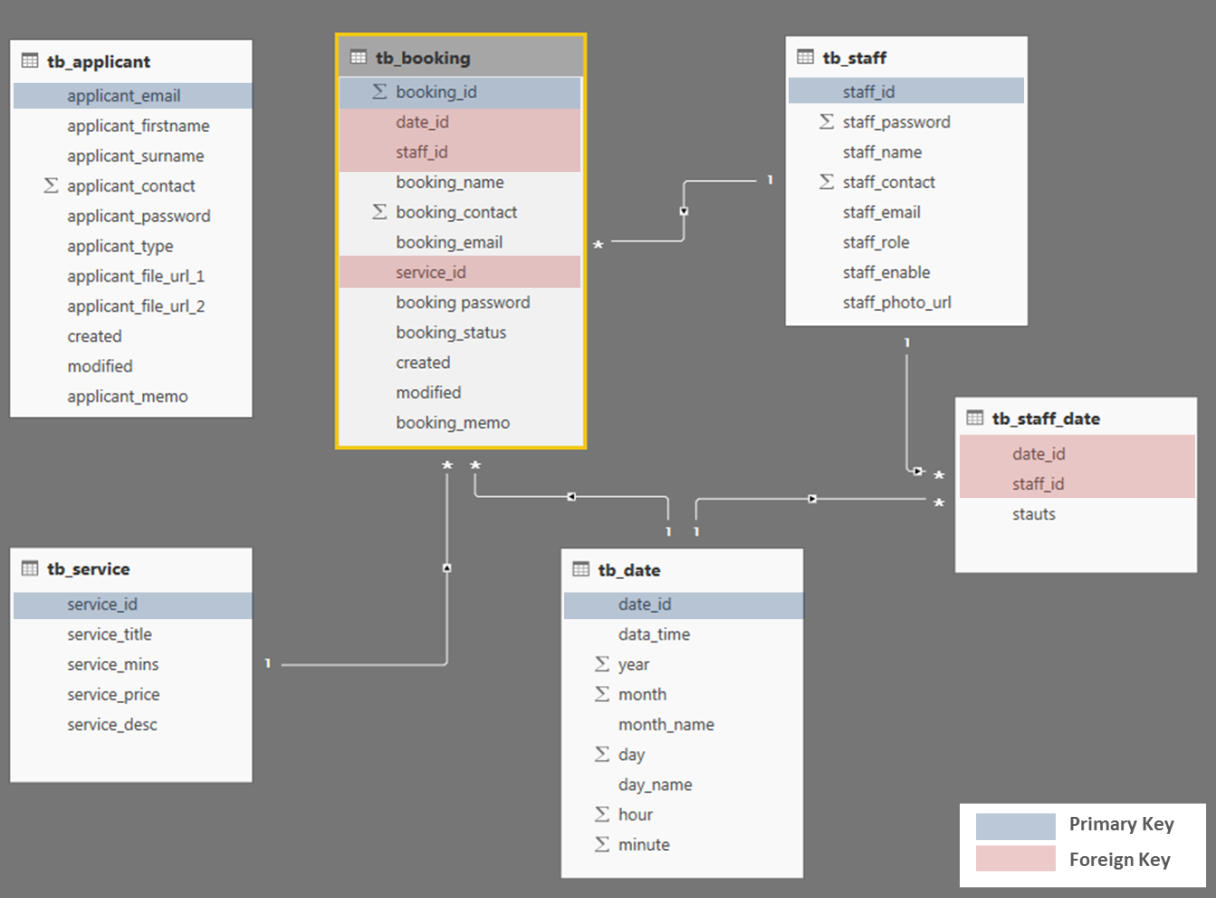 tb_applicant
applicant_email
applicant_firstname
applicant_surname
∑ applicant_contact
applicant_password
applicant_type
applicant_file_url_1
applicant_file_url_2
created
modified
applicant_memo
tb_booking
∑ booking_id
date_id
staff_id
booking_name
∑ booking_contact
booking_email
service_id
booking password
booking_status
created
modified
booking_memo
tb_staff
staff_id
∑ staff_password
staff_name
∑ staff_contact
staff_email
staff_role
staff_enable
staff_photo_url
1
*
1
*
*
tb_staff_date
date_id
staff_id
stauts
* *
1 1
tb_service
service_id
service_title
service_mins
service_price
service_desc
1
tb_date
date_id
data_time
∑ year
∑ month
month_name
∑ day
day_name
∑ hour
∑ minute
Primary Key
Foreign Key